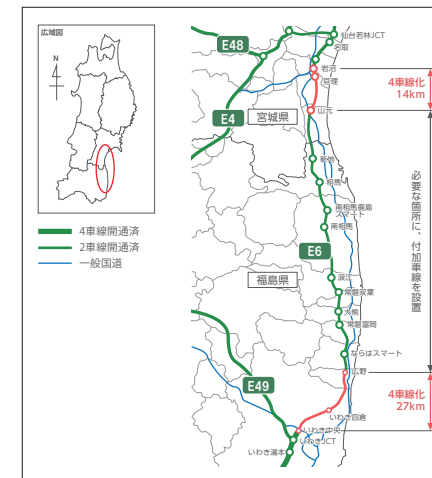 広域図
N
4車線開通済
2車線開通済
一般国道
E48
仙台若林JCT
名取
岩沼
亘理
4車線化
14km
E4
宮城県
山元
新地
相馬
南相馬鹿島
スマート
南相馬
E6
浪江
福島県
常磐双葉
大熊
常磐富岡
ならはスマート
必要な箇所に、付加車線を設置
広野
E49
4車線化
27km
いわき四倉
いわき中央
いわきJCT
いわき湯本